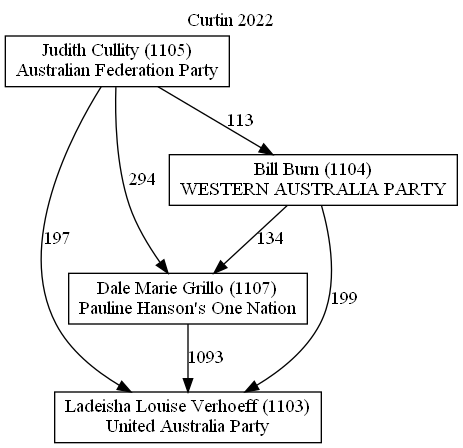 Curtin 2022
Judith Cullity (1105)
Australian Federation Party
113
Bill Burn (1104)
WESTERN AUSTRALIA PARTY
294
197
134
Dale Marie Grillo (1107)
Pauline Hanson's One Nation
199
1093
Ladeisha Louise Verhoeff (1103)
United Australia Party